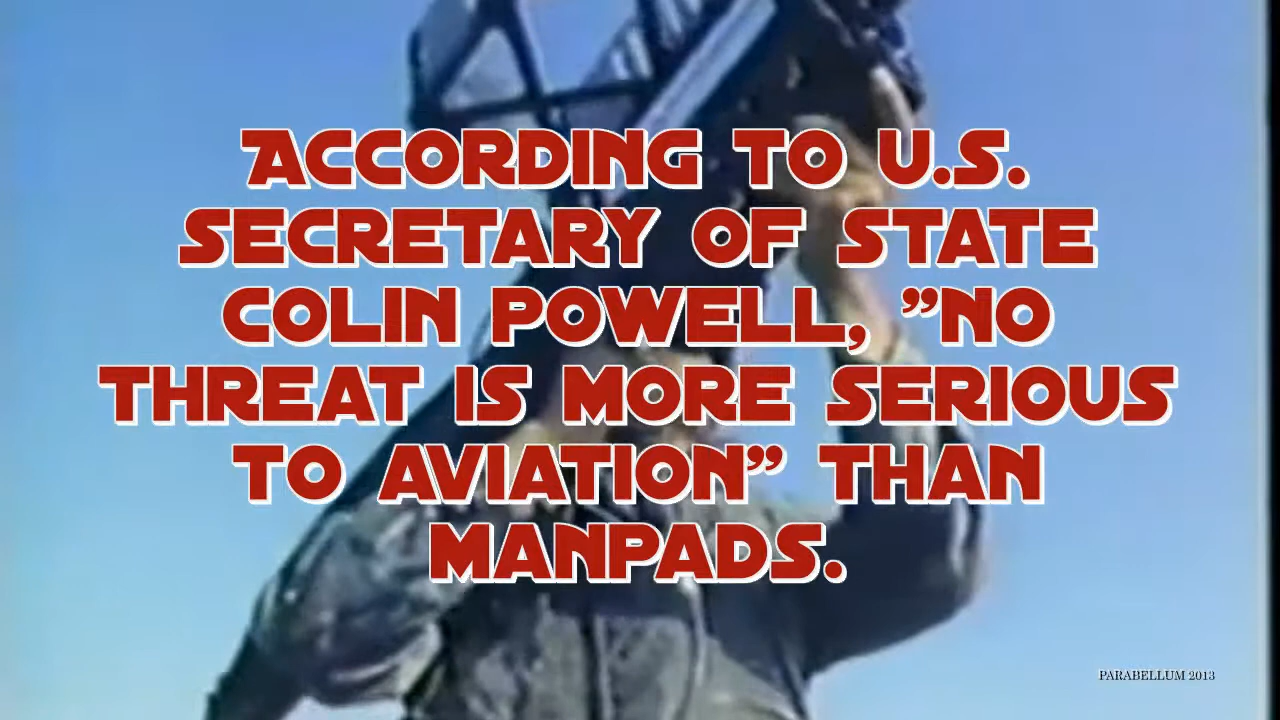 ACCORDING TO U.S.
SECRETARY OF STATE
COLIN POWELL, ”NO
THREAT IS MORE SERIOUS
TO AVIATION” THAN
MANPADS.
PARABELLUM 2013